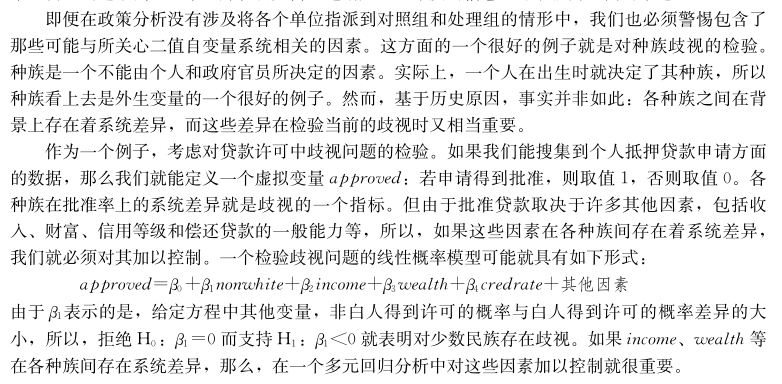 即便在政策分析没有涉及将各个单位指派到对照组和处理组的情形中，我们也必须警惕包含了
那些可能与所关心二值自变量系统相关的因素。这方面的一个很好的例子就是对种族歧视的检验。
种族是一个不能由个人和政府官员所决定的因素。实际上，一个人在出生时就决定了其种族，所以
种族看上去是外生变量的一个很好的例子。然而，基于历史原因，事实并非如此：各种族之间在背
景上存在着系统差异，而这些差异在检验当前的歧视时又相当重要。
作为一个例子，考虑对贷款许可中歧视问题的检验。如果我们能搜集到个人抵押贷款申请方面
的数据，那么我们就能定义一个虚拟变量 approved：若申请得到批准，则取值 1，否则取值 0。各
种族在批准率上的系统差异就是歧视的一个指标。但由于批准贷款取决于许多其他因素，包括收
入、财富、信用等级和偿还贷款的一般能力等，所以，如果这些因素在各种族间存在着系统差异，
我们就必须对其加以控制。一个检验歧视问题的线性概率模型可能就具有如下形式：
approved=β₀+β₁nonwhite+β₂income+β₃wealth+β₄credrate+其他因素
由于 β₁表示的是，给定方程中其他变量，非白人得到许可的概率与白人得到许可的概率差异的大
小，所以，拒绝 H₀：β₁=0 而支持 H₁：β₁<0 就表明对少数民族存在歧视。如果 income、wealth 等
在各种族间存在系统差异，那么，在一个多元回归分析中对这些因素加以控制就很重要。